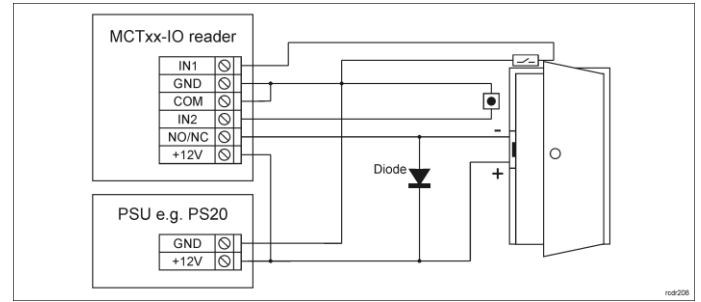 MCTxx-IO reader
IN1
GND
COM
IN2
NO/NC
+12V
-
Diode
+
PSU e.g. PS20
GND
+12V
rcdr208